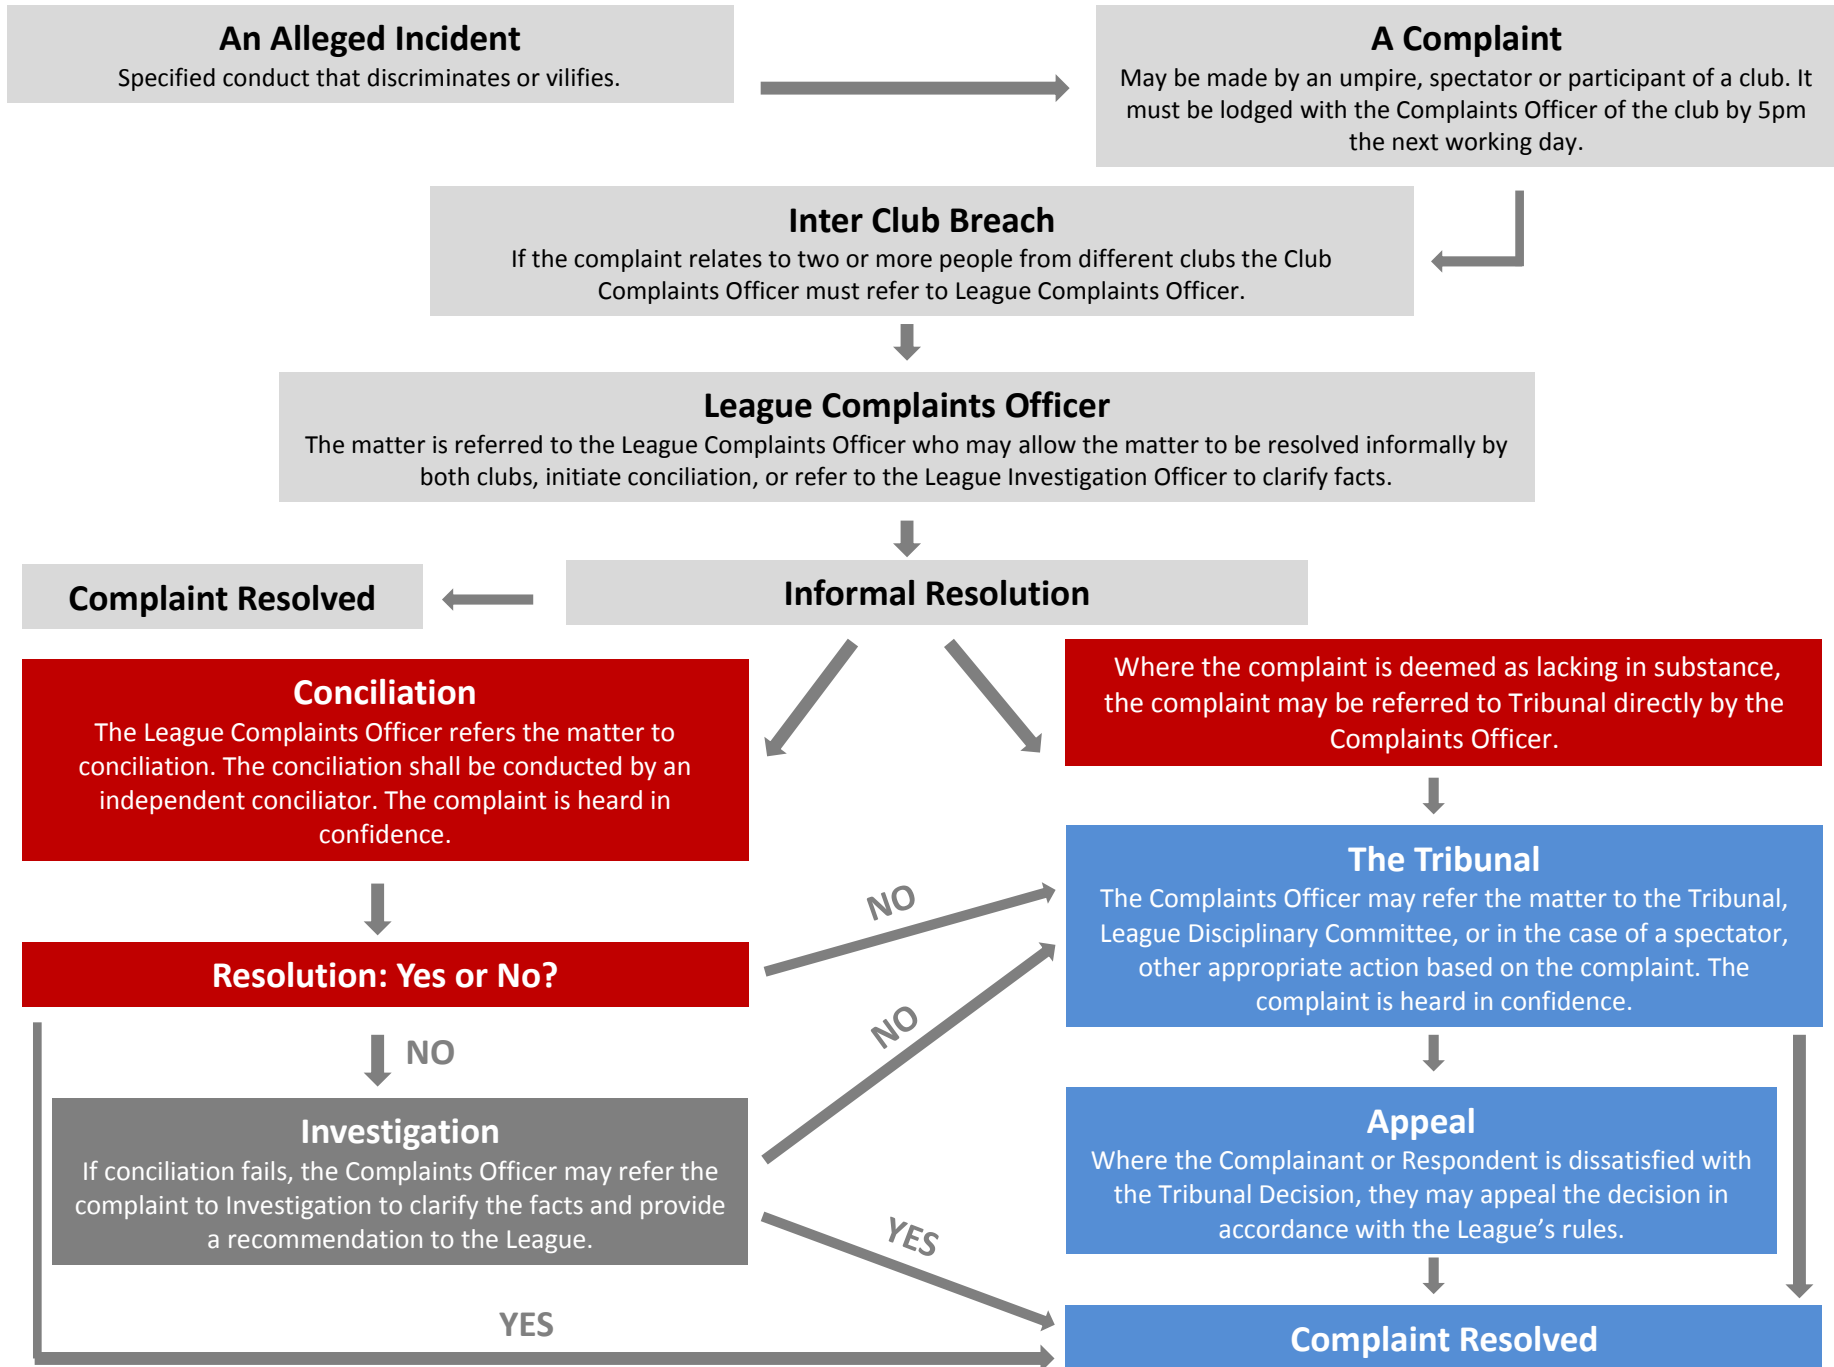 An Alleged Incident
Specified conduct that discriminates or vilifies.
A Complaint
May be made by an umpire, spectator or participant of a club. It
must be lodged with the Complaints Officer of the club by 5pm
the next working day.
Inter Club Breach
If the complaint relates to two or more people from different clubs the Club
Complaints Officer must refer to League Complaints Officer.
League Complaints Officer
The matter is referred to the League Complaints Officer who may allow the matter to be resolved informally by
both clubs, initiate conciliation, or refer to the League Investigation Officer to clarify facts.
Informal Resolution
Complaint Resolved
Conciliation
The League Complaints Officer refers the matter to
conciliation. The conciliation shall be conducted by an
independent conciliator. The complaint is heard in
confidence.
Where the complaint is deemed as lacking in substance,
the complaint may be referred to Tribunal directly by the
Complaints Officer.
Resolution: Yes or No?
NO
NO
NO
The Tribunal
The Complaints Officer may refer the matter to the Tribunal,
League Disciplinary Committee, or in the case of a spectator,
other appropriate action based on the complaint. The
complaint is heard in confidence.
Investigation
If conciliation fails, the Complaints Officer may refer the
complaint to Investigation to clarify the facts and provide
a recommendation to the League.
YES
YES
Appeal
Where the Complainant or Respondent is dissatisfied with
the Tribunal Decision, they may appeal the decision in
accordance with the League’s rules.
Complaint Resolved